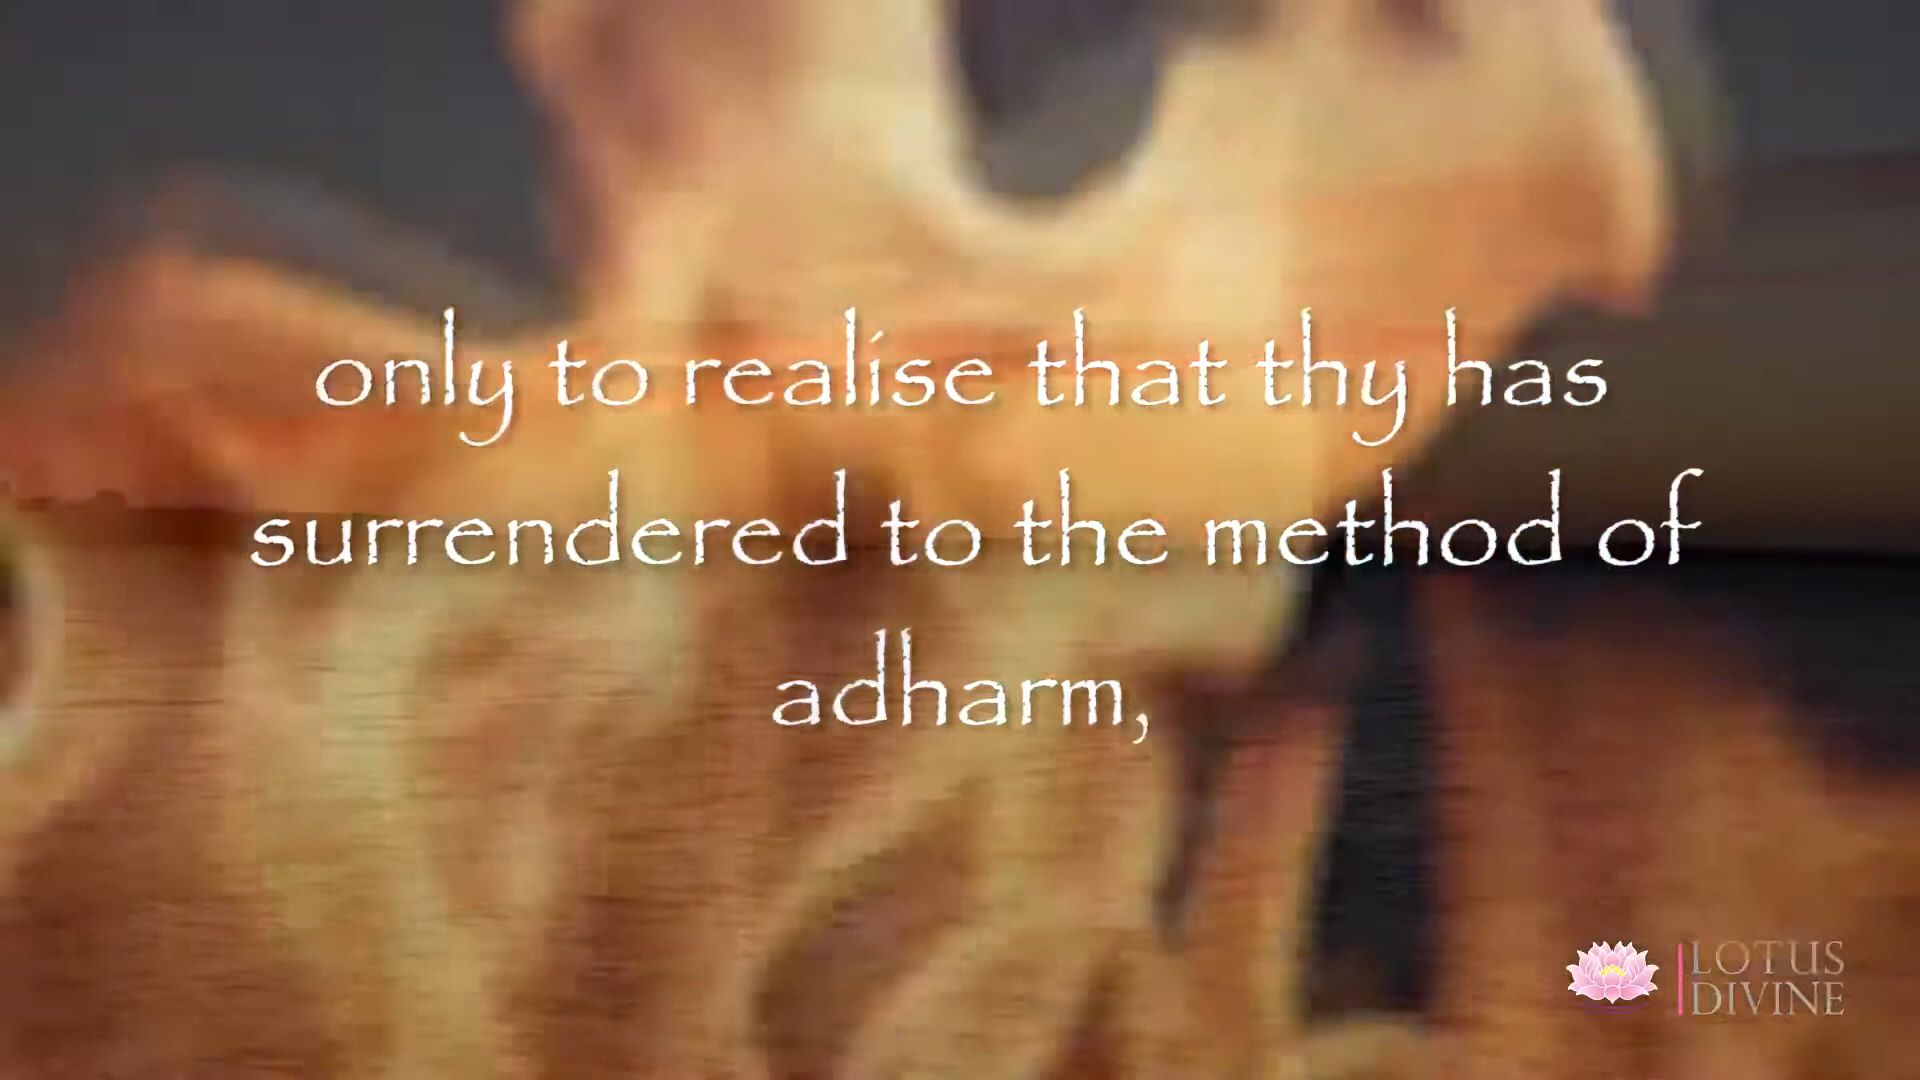 only to realise that thy has
surrendered to the method of
adharm,
LOTUS
DIVINE